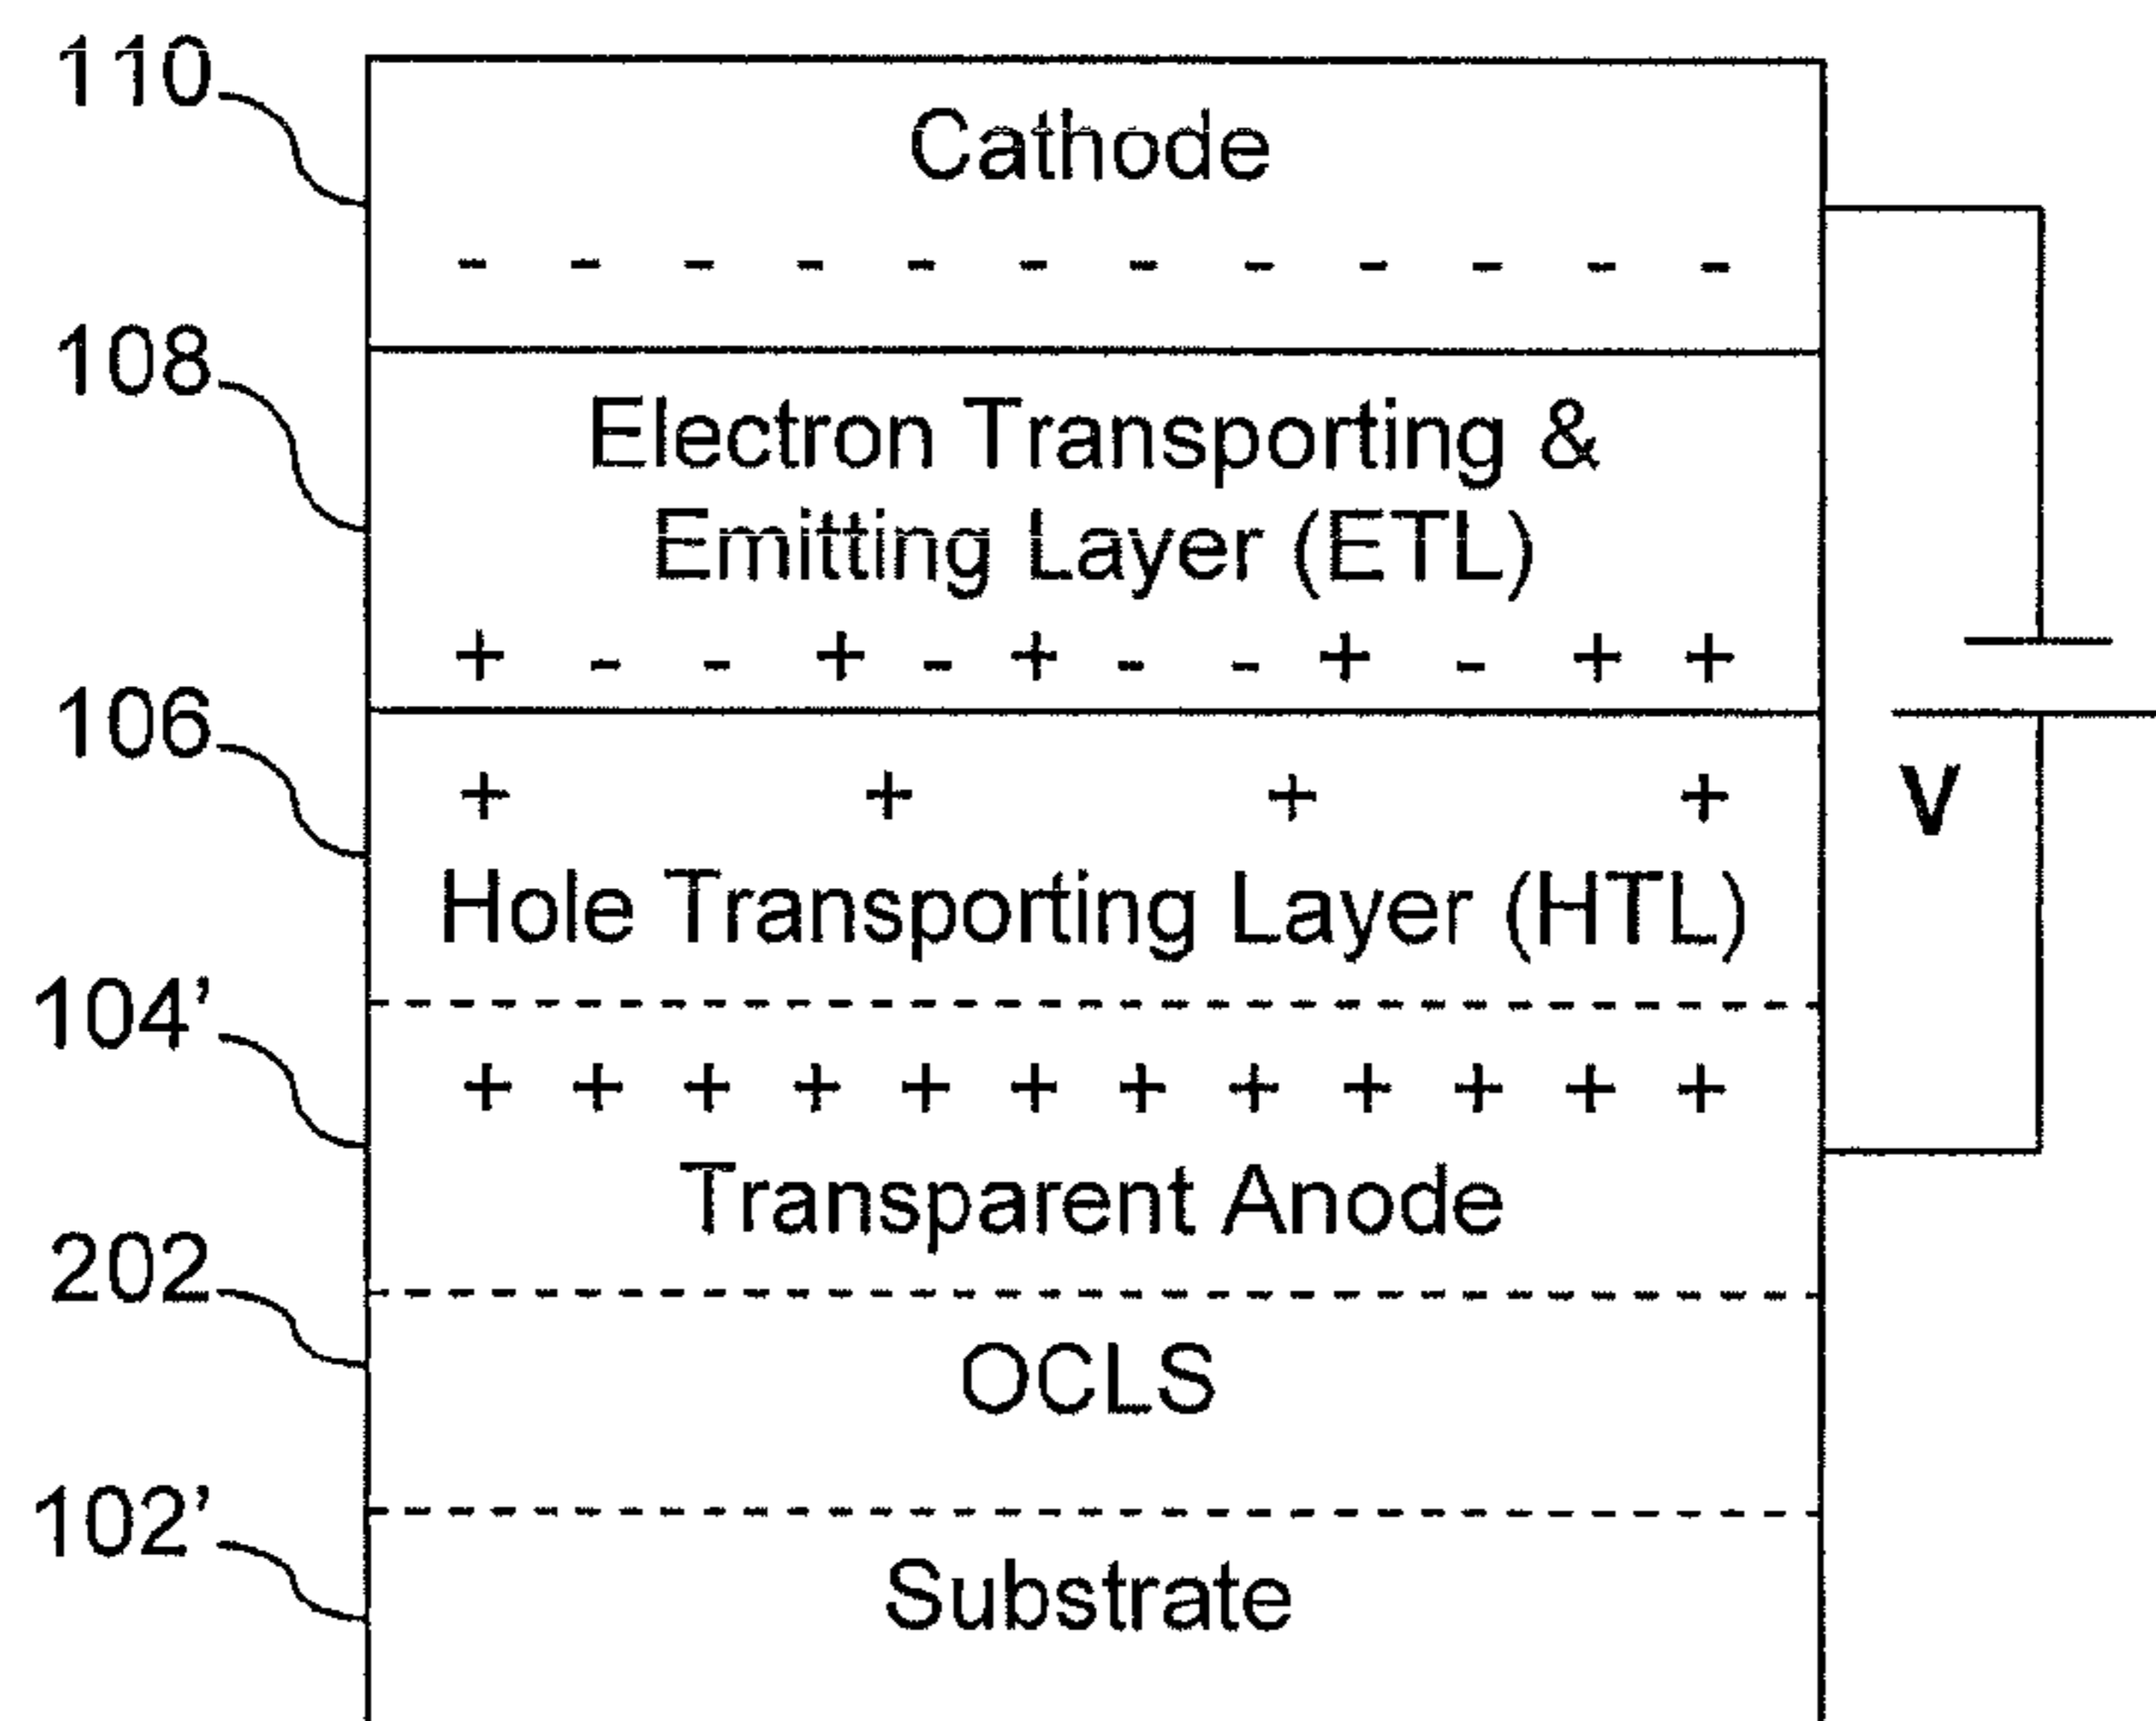 110
Cathode
- - - - - - - - - - - -
108
Electron Transporting &
Emitting Layer (ETL)
+ - - + - + - - + - + +
106
+ + + +
V
Hole Transporting Layer (HTL)
104’
+ + + + + + + + + + + +
Transparent Anode
202
OCLS
102’
Substrate